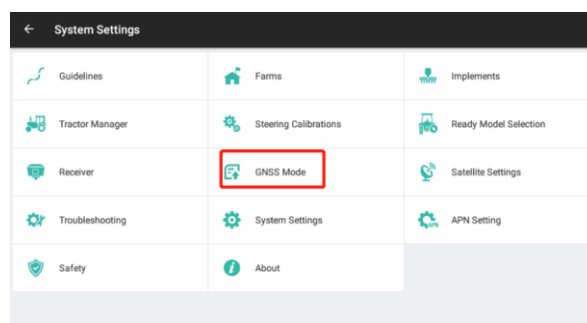 System Settings
Guidelines
Farms
Implements
Tractor Manager
Steering Calibrations
Ready Model Selection
Receiver
GNSS Mode
Satellite Settings
Troubleshooting
System Settings
APN Setting
Safety
About